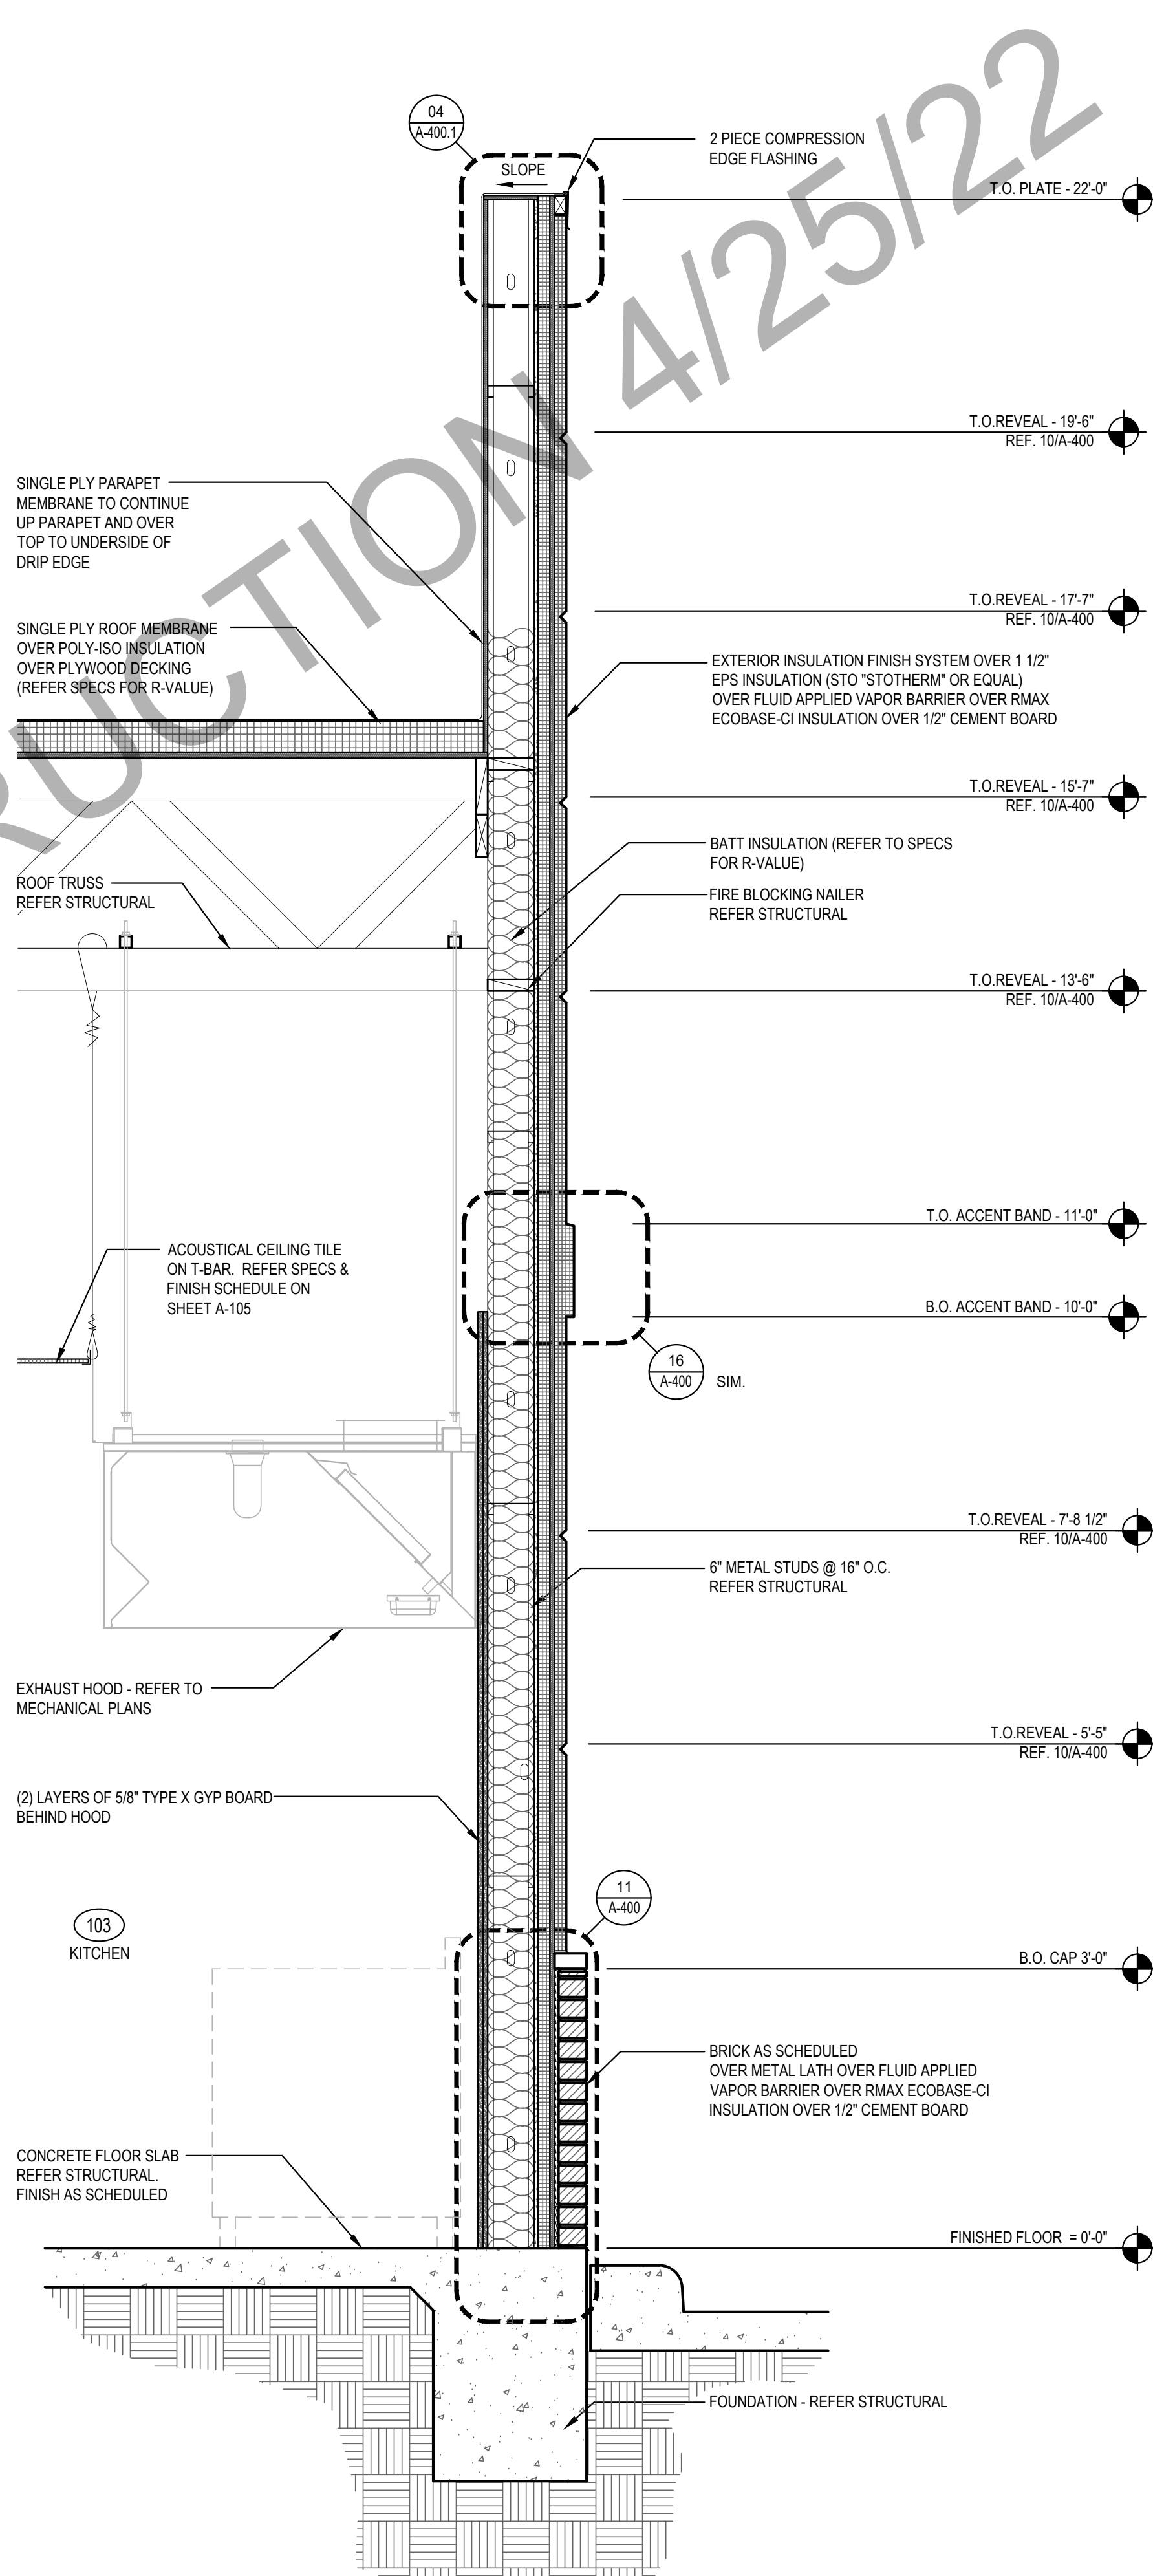 04
A-400.1
SLOPE
2 PIECE COMPRESSION
EDGE FLASHING
T.O. PLATE - 22'-0"
T.O.REVEAL - 19'-6"
REF. 10/A-400
SINGLE PLY PARAPET
MEMBRANE TO CONTINUE
UP PARAPET AND OVER
TOP TO UNDERSIDE OF
DRIP EDGE
T.O.REVEAL - 17'-7"
REF. 10/A-400
SINGLE PLY ROOF MEMBRANE
OVER POLY-ISO INSULATION
OVER PLYWOOD DECKING
(REFER SPECS FOR R-VALUE)
EXTERIOR INSULATION FINISH SYSTEM OVER 1 1/2"
EPS INSULATION (STO "STOTHERM" OR EQUAL)
OVER FLUID APPLIED VAPOR BARRIER OVER RMAX
ECOBASE-CI INSULATION OVER 1/2" CEMENT BOARD
RUCTION 4/25/22
T.O.REVEAL - 15'-7"
REF. 10/A-400
BATT INSULATION (REFER TO SPECS
FOR R-VALUE)
ROOF TRUSS
REFER STRUCTURAL
FIRE BLOCKING NAILER
REFER STRUCTURAL
T.O.REVEAL - 13'-6"
REF. 10/A-400
T.O. ACCENT BAND - 11'-0"
ACOUSTICAL CEILING TILE
ON T-BAR. REFER SPECS &
FINISH SCHEDULE ON
SHEET A-105
B.O. ACCENT BAND - 10'-0"
16
A-400
SIM.
T.O.REVEAL - 7'-8 1/2"
REF. 10/A-400
6" METAL STUDS @ 16" O.C.
REFER STRUCTURAL
EXHAUST HOOD - REFER TO
MECHANICAL PLANS
T.O.REVEAL - 5'-5"
REF. 10/A-400
(2) LAYERS OF 5/8" TYPE X GYP BOARD
BEHIND HOOD
11
A-400
103
KITCHEN
B.O. CAP 3'-0"
BRICK AS SCHEDULED
OVER METAL LATH OVER FLUID APPLIED
VAPOR BARRIER OVER RMAX ECOBASE-CI
INSULATION OVER 1/2" CEMENT BOARD
CONCRETE FLOOR SLAB
REFER STRUCTURAL.
FINISH AS SCHEDULED
FINISHED FLOOR = 0'-0"
FOUNDATION - REFER STRUCTURAL